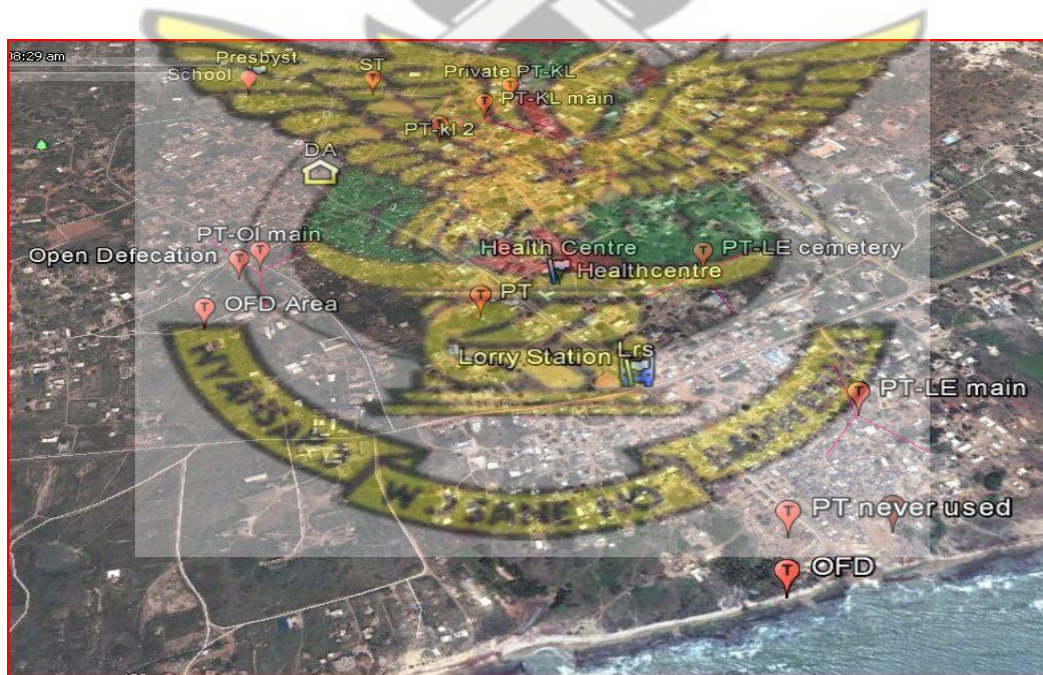 8:29 am
Presbyst
School
ST
Private PT-KL
PT-KL main
PT-kl 2
DA
PT-OI main
Open Defecation
Health Centre
PT-LE cemetery
Healthcentre
PT
OFD Area
Lorry Station
Lrs
PT-LE main
PT never used
OFD